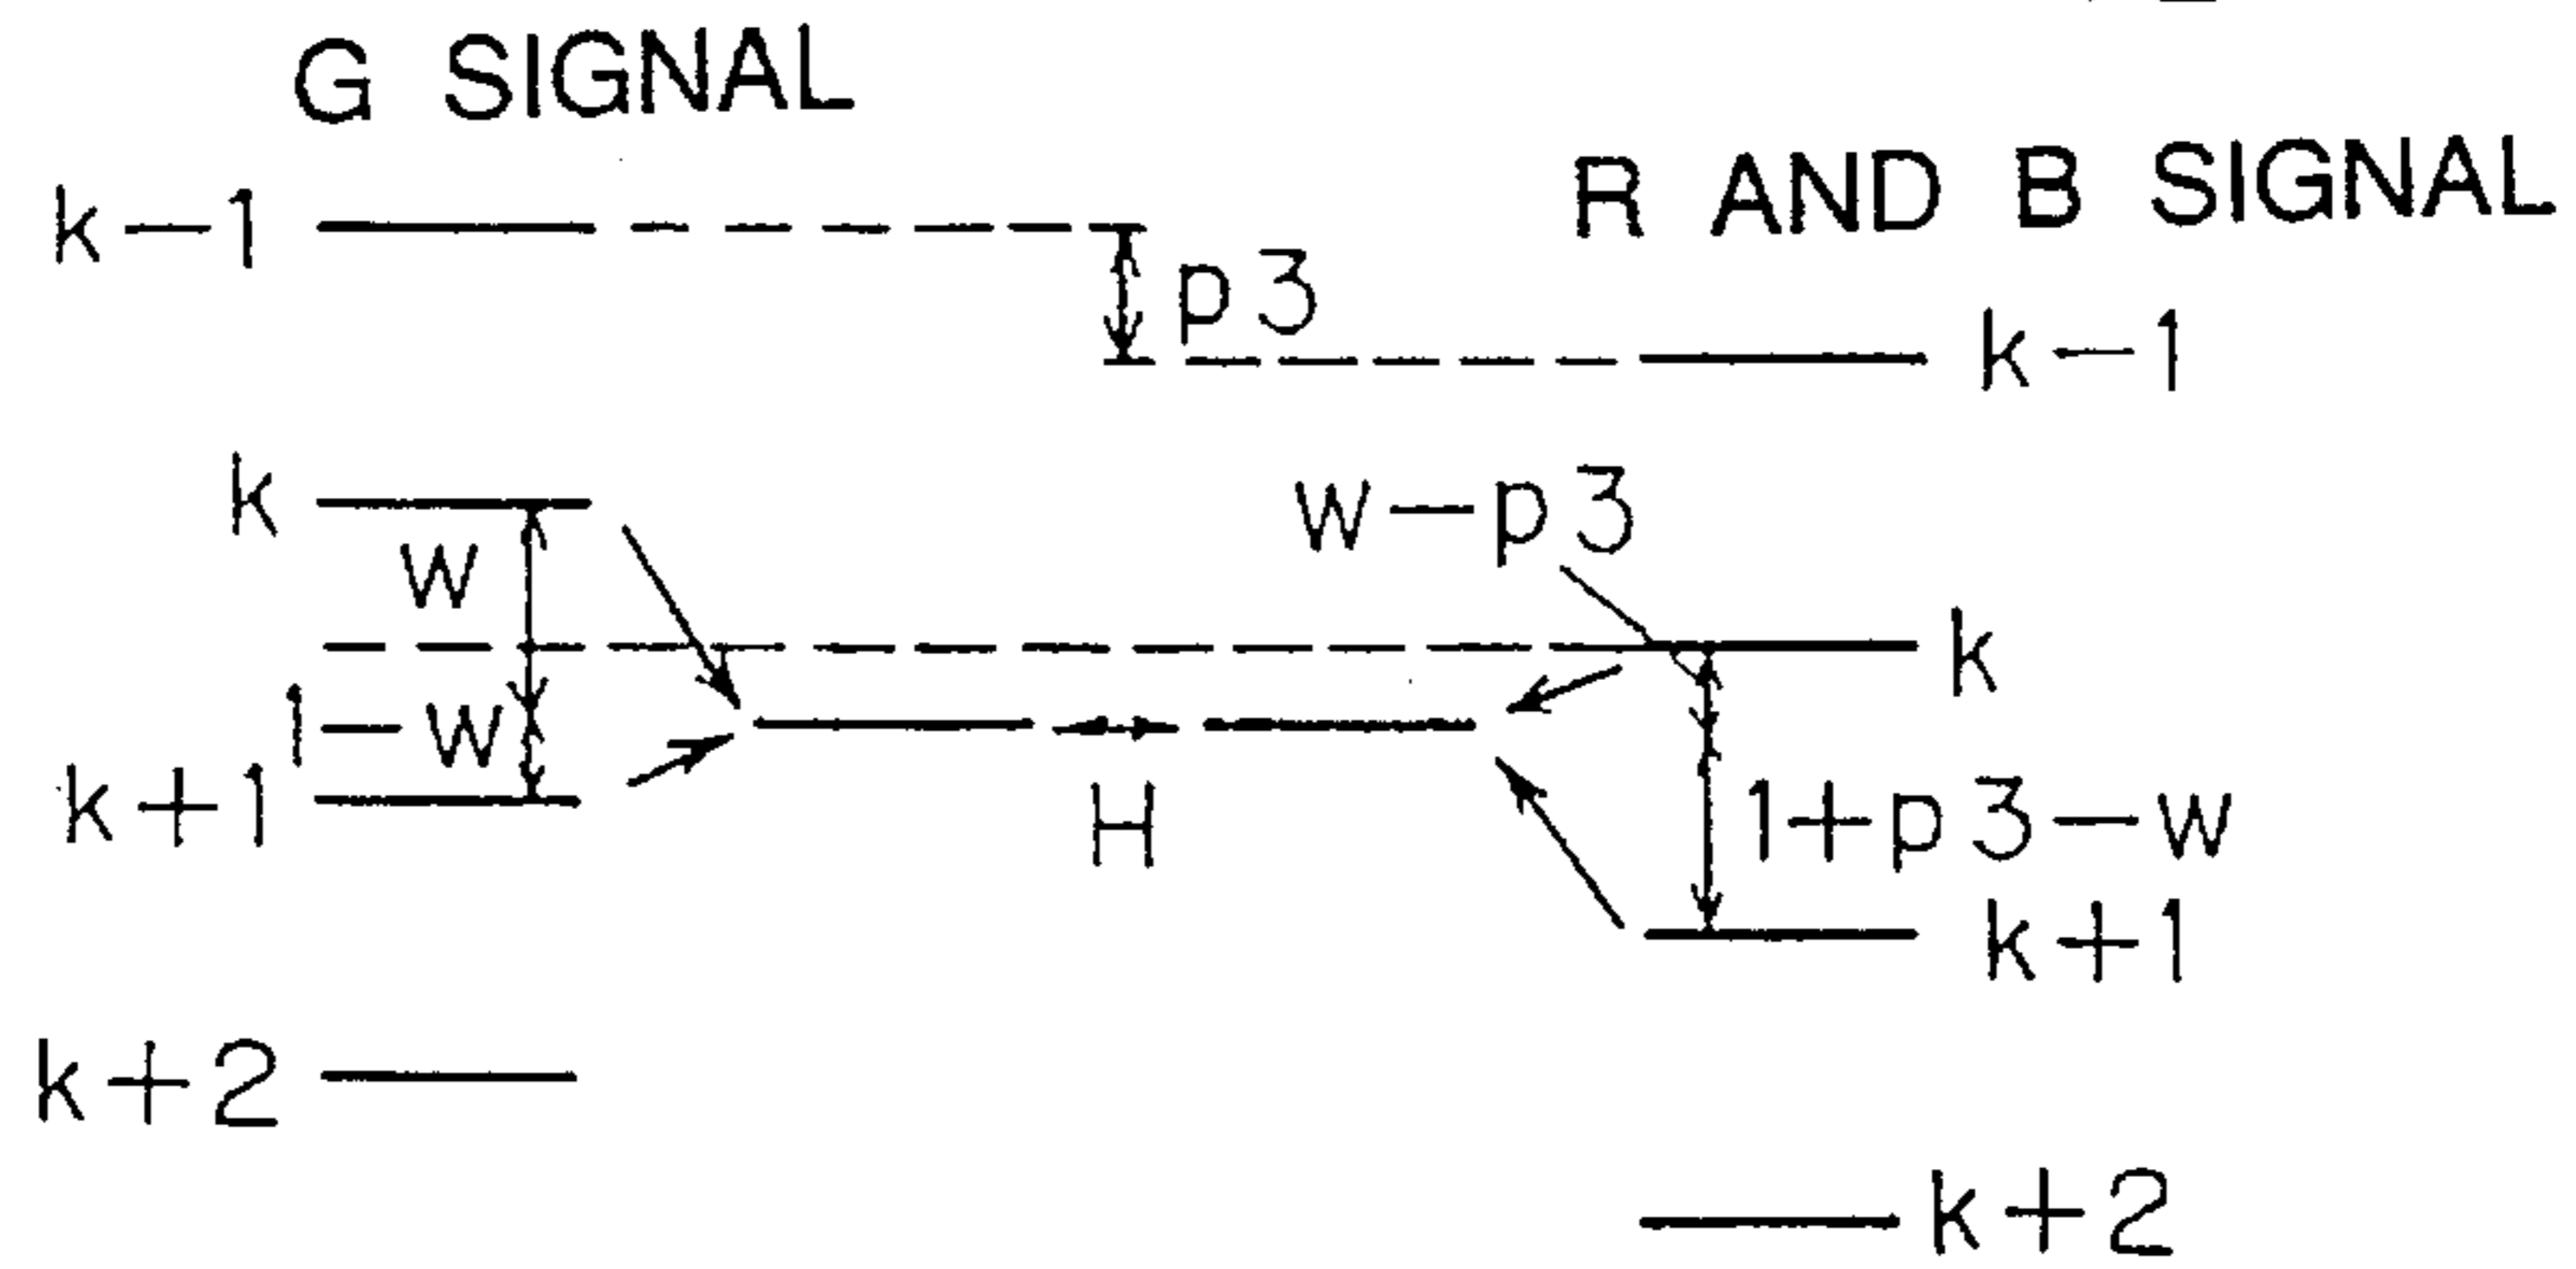 G SIGNAL
R AND B SIGNAL
k-1
p3
k-1
k
w-p3
w
k
1-w
k+1
H
1+p3-w
k+1
k+2
k+2